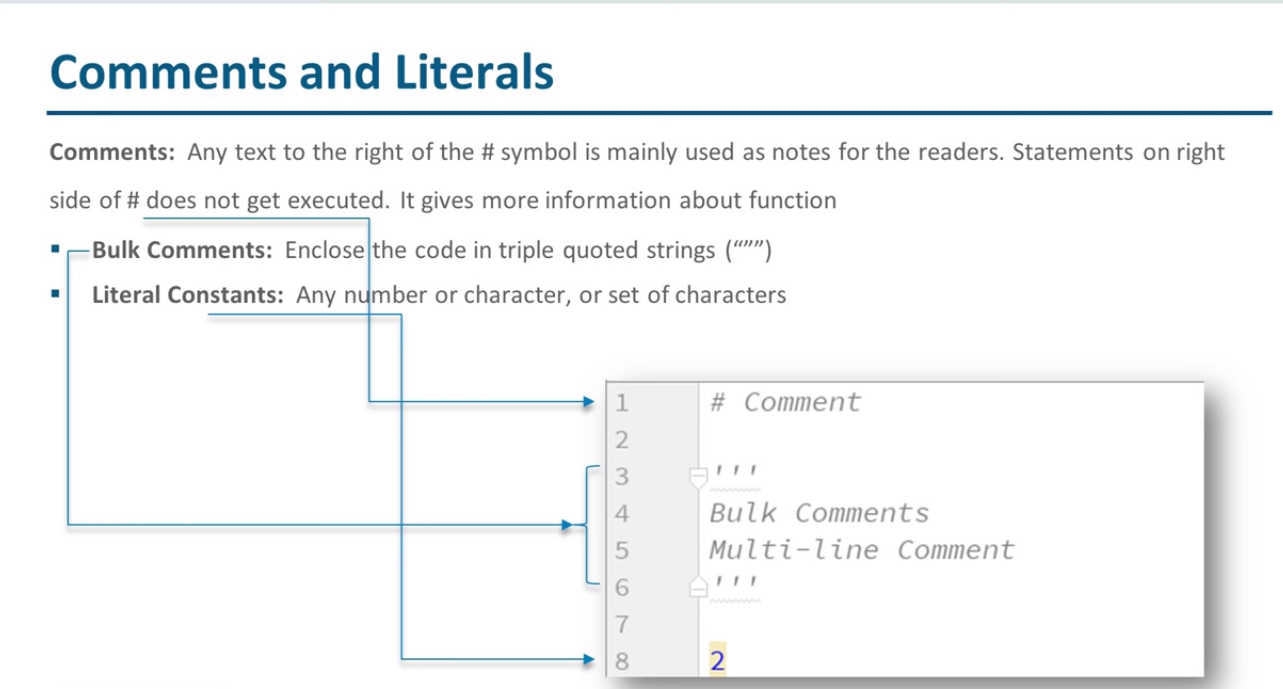 Comments and Literals
Comments: Any text to the right of the # symbol is mainly used as notes for the readers. Statements on right
side of # does not get executed. It gives more information about function
▪ Bulk Comments: Enclose the code in triple quoted strings (“””)
▪ Literal Constants: Any number or character, or set of characters
1 # Comment
2
3 '''
4 Bulk Comments
5 Multi-line Comment
6 '''
7
8 2